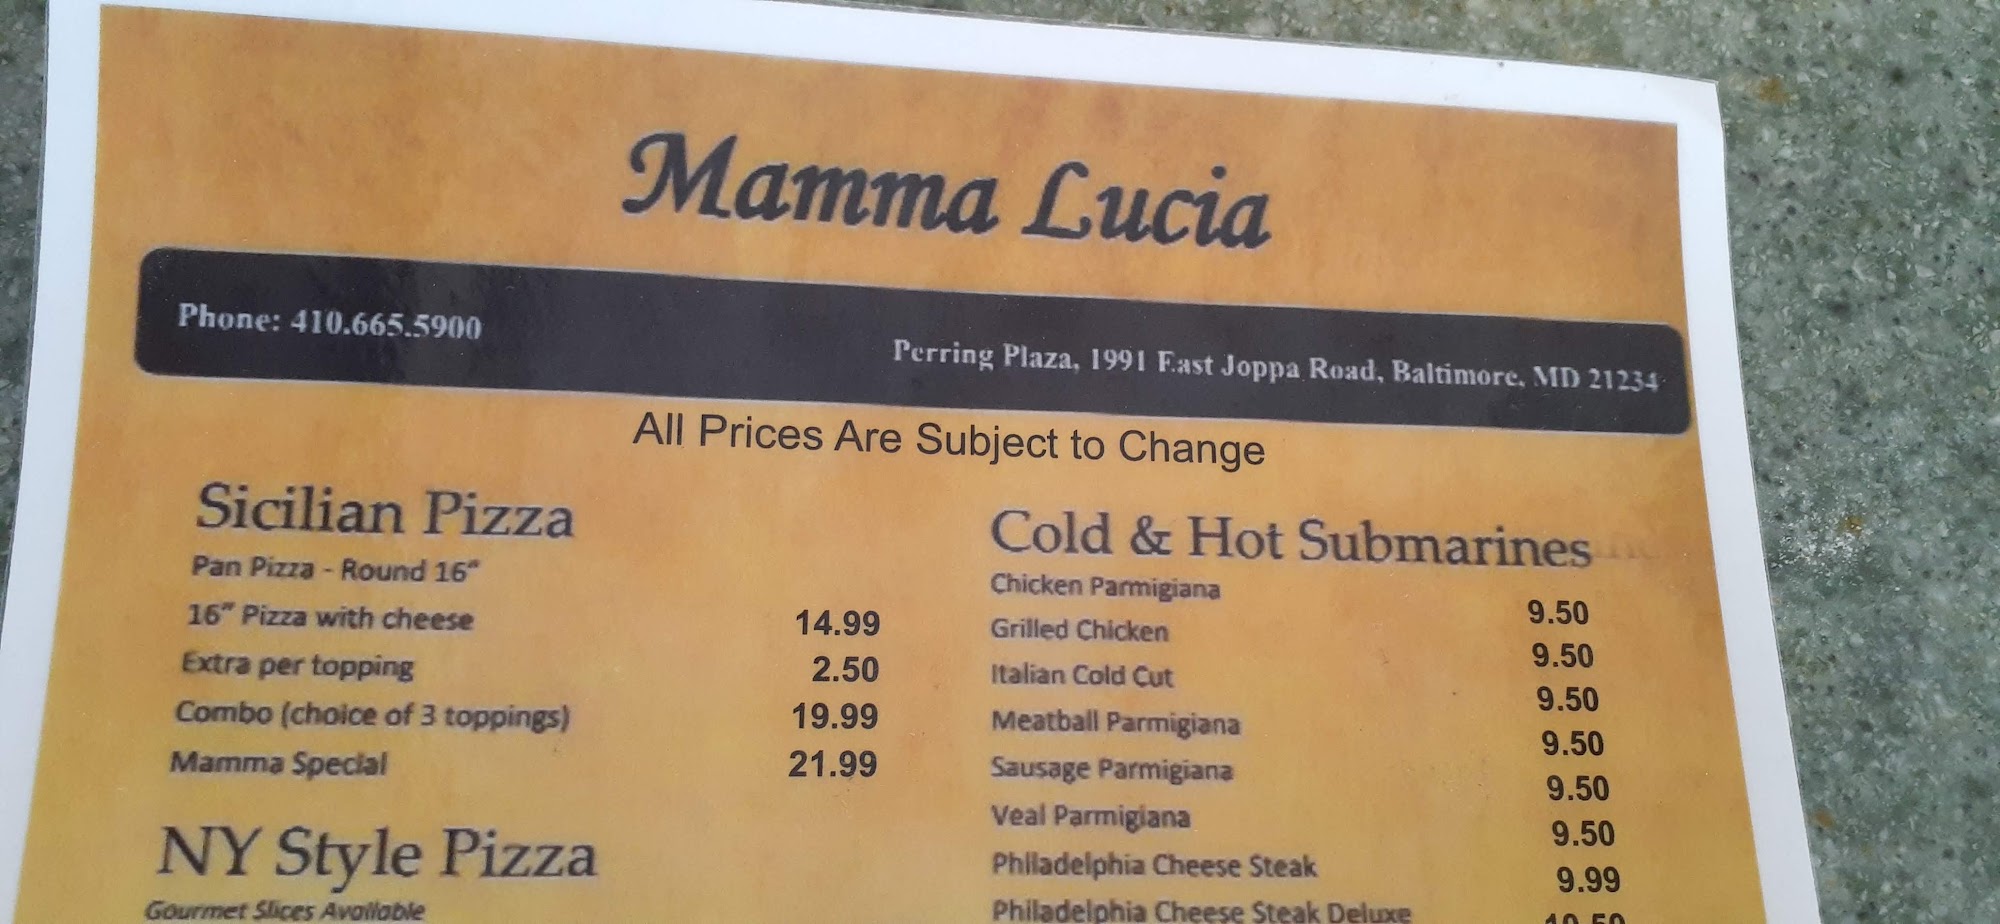 Mamma Lucia
Phone: 410.665.5900
Perring Plaza, 1991 East Joppa Road, Baltimore, MD 21234
All Prices Are Subject to Change
Sicilian Pizza
Pan Pizza - Round 16"
16" Pizza with cheese 14.99
Extra per topping 2.50
Combo (choice of 3 toppings) 19.99
Mamma Special 21.99
NY Style Pizza
Gourmet Slices Available
Cold & Hot Submarines
Chicken Parmigiana 9.50
Grilled Chicken 9.50
Italian Cold Cut 9.50
Meatball Parmigiana 9.50
Sausage Parmigiana 9.50
Veal Parmigiana 9.50
Philadelphia Cheese Steak 9.99
Philadelphia Cheese Steak Deluxe 10.50